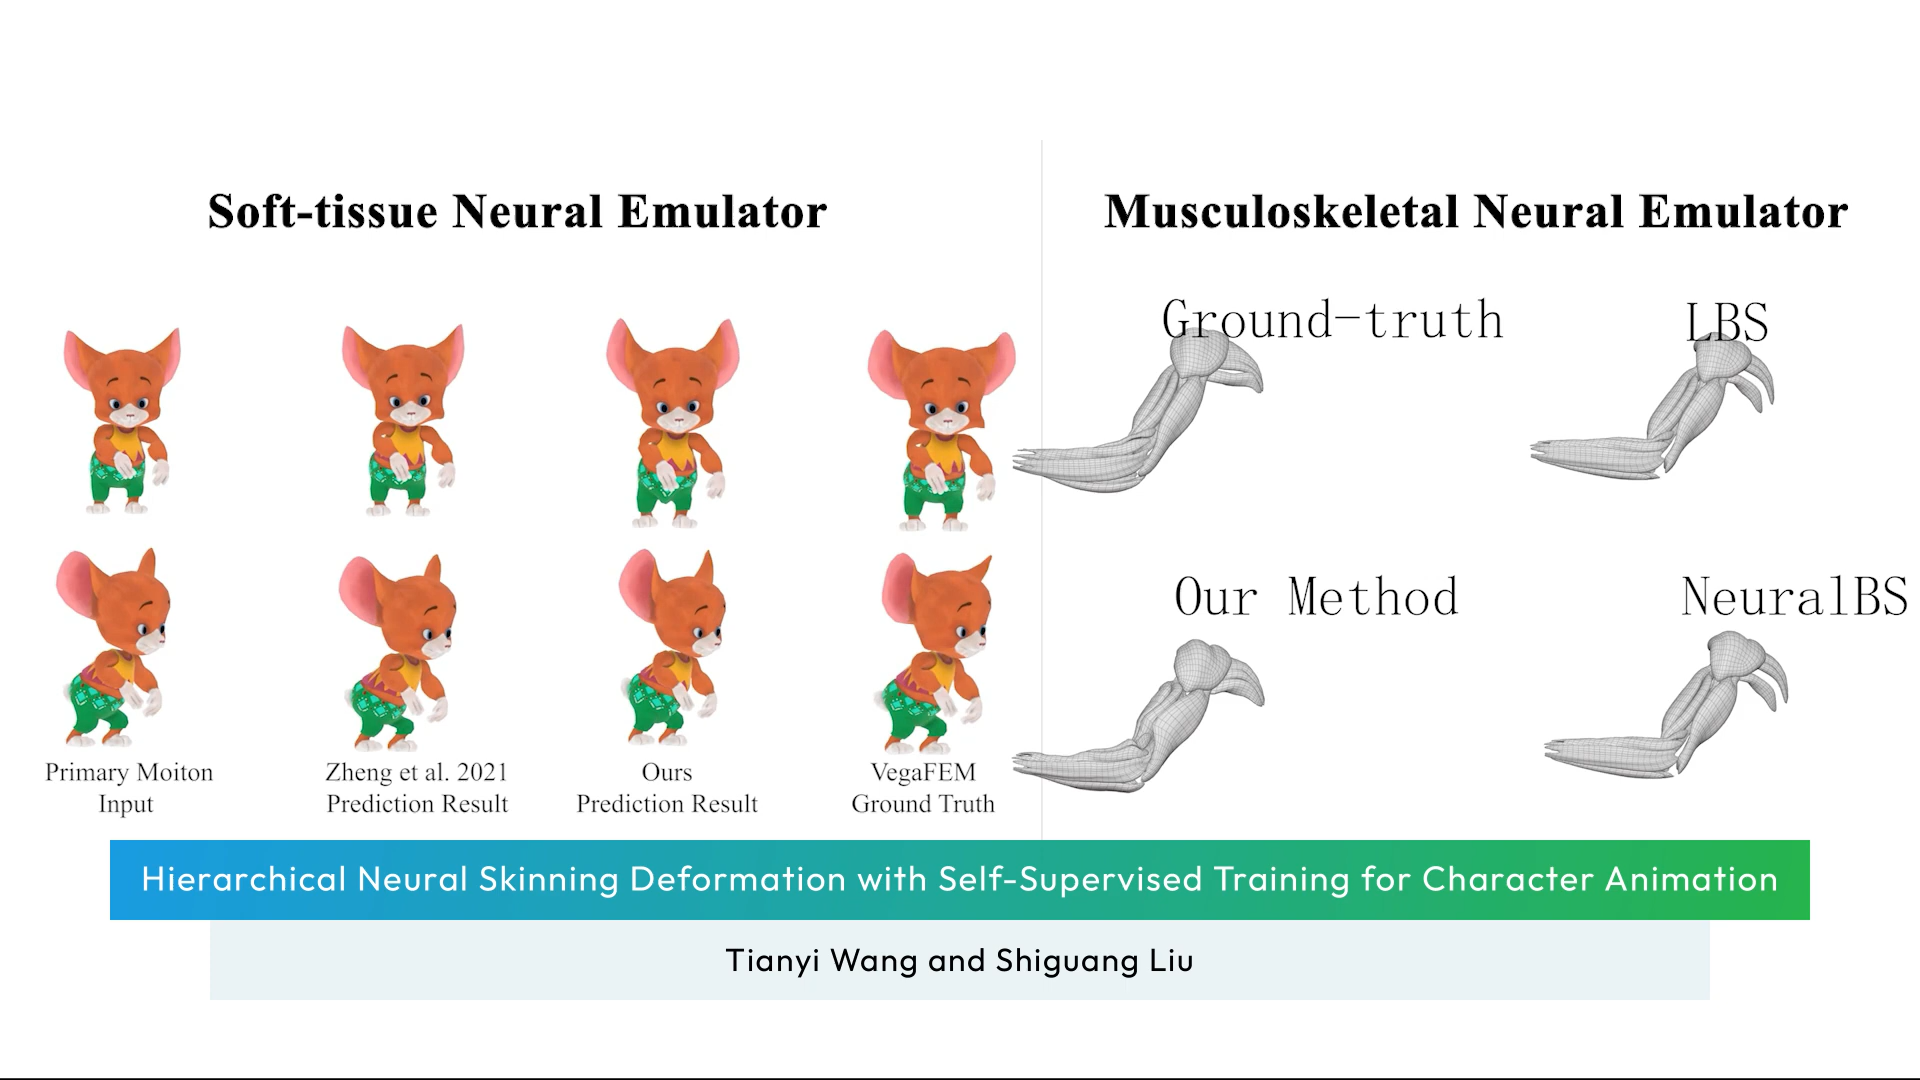 Soft-tissue Neural Emulator
Primary Moiton
Input
Zheng et al. 2021
Prediction Result
Ours
Prediction Result
VegaFEM
Ground Truth
Musculoskeletal Neural Emulator
Ground-truth
LBS
Our Method
NeuralBS
Hierarchical Neural Skinning Deformation with Self-Supervised Training for Character Animation
Tianyi Wang and Shiguang Liu